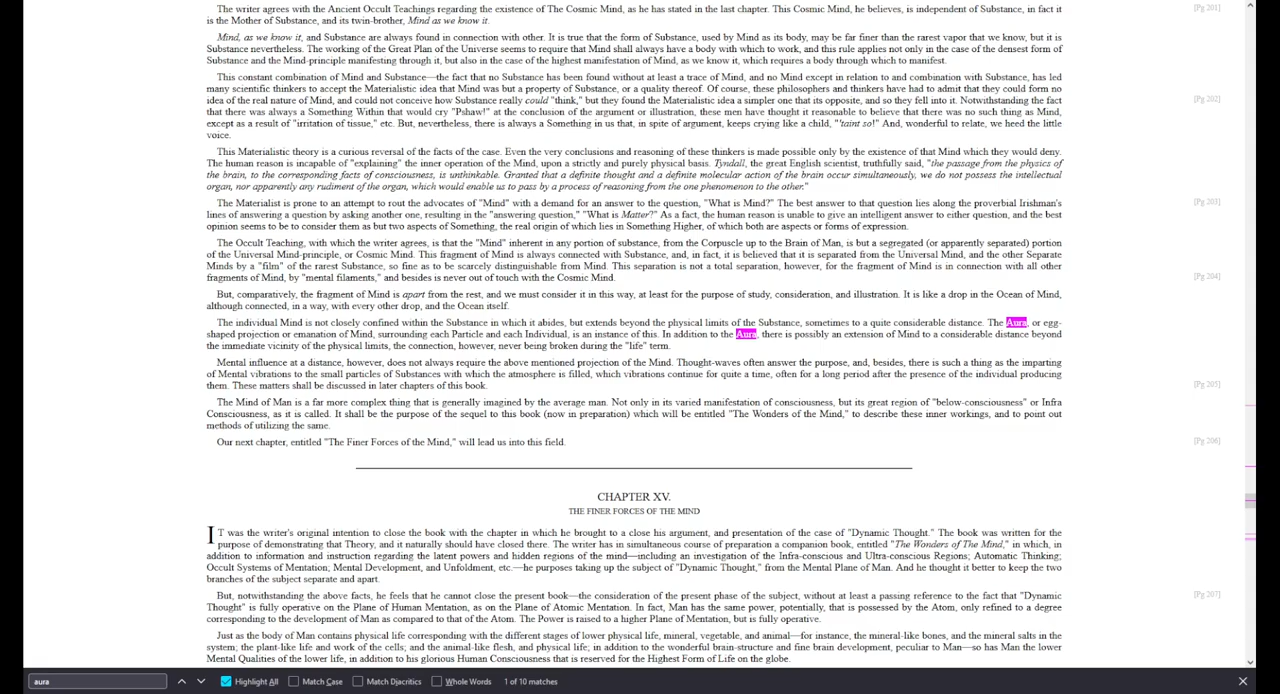 The writer agrees with the Ancient Occult Teachings regarding the existence of The Cosmic Mind, as he has stated in the last chapter. This Cosmic Mind, he believes, is independent of Substance, in fact it
[Pg 201]
is the Mother of Substance, and its twin-brother, Mind as we know it.
Mind, as we know it, and Substance are always found in connection with other. It is true that the form of Substance, used by Mind as its body, may be far finer than the rarest vapor that we know, but it is
Substance nevertheless. The working of the Great Plan of the Universe seems to require that Mind shall always have a body with which to work, and this rule applies not only in the case of the densest form of
Substance and the Mind-principle manifesting through it, but also in the case of the highest manifestation of Mind, as we know it, which requires a body through which to manifest.
This constant combination of Mind and Substance—the fact that no Substance has been found without at least a trace of Mind, and no Mind except in relation to and combination with Substance, has led
many scientific thinkers to accept the Materialistic idea that Mind was but a property of Substance, or a quality thereof. Of course, these philosophers and thinkers have had to admit that they could form no
[Pg 202]
idea of the real nature of Mind, and could not conceive how Substance really could "think," but they found the Materialistic idea a simpler one that its opposite, and so they fell into it. Notwithstanding the fact
that there was always a Something Within that would cry "Pshaw!" at the conclusion of the argument or illustration, these men have thought it reasonable to believe that there was no such thing as Mind,
except as a result of "irritation of tissue," etc. But, nevertheless, there is always a Something in us that, in spite of argument, keeps crying like a child, "'taint so!" And, wonderful to relate, we heed the little
voice.
This Materialistic theory is a curious reversal of the facts of the case. Even the very conclusions and reasoning of these thinkers is made possible only by the existence of that Mind which they would deny.
The human reason is incapable of "explaining" the inner operation of the Mind, upon a strictly and purely physical basis. Tyndall, the great English scientist, truthfully said, "the passage from the physics of
the brain, to the corresponding facts of consciousness, is unthinkable. Granted that a definite thought and a definite molecular action of the brain occur simultaneously, we do not possess the intellectual
organ, nor apparently any rudiment of the organ, which would enable us to pass by a process of reasoning from the one phenomenon to the other."
The Materialist is prone to an attempt to rout the advocates of "Mind" with a demand for an answer to the question, "What is Mind?" The best answer to that question lies along the proverbial Irishman's
[Pg 203]
lines of answering a question by asking another one, resulting in the "answering question," "What is Matter?" As a fact, the human reason is unable to give an intelligent answer to either question, and the best
opinion seems to be to consider them as but two aspects of Something, the real origin of which lies in Something Higher, of which both are aspects or forms of expression.
The Occult Teaching, with which the writer agrees, is that the "Mind" inherent in any portion of substance, from the Corpuscle up to the Brain of Man, is but a segregated (or apparently separated) portion
of the Universal Mind-principle, or Cosmic Mind. This fragment of Mind is always connected with Substance, and, in fact, it is believed that it is separated from the Universal Mind, and the other Separate
Minds by a "film" of the rarest Substance, so fine as to be scarcely distinguishable from Mind. This separation is not a total separation, however, for the fragment of Mind is in connection with all other
fragments of Mind, by "mental filaments," and besides is never out of touch with the Cosmic Mind.
[Pg 204]
But, comparatively, the fragment of Mind is apart from the rest, and we must consider it in this way, at least for the purpose of study, consideration, and illustration. It is like a drop in the Ocean of Mind,
although connected, in a way, with every other drop, and the Ocean itself.
The individual Mind is not closely confined within the Substance in which it abides, but extends beyond the physical limits of the Substance, sometimes to a quite considerable distance. The Aura, or egg-
shaped projection or emanation of Mind, surrounding each Particle and each Individual, is an instance of this. In addition to the Aura, there is possibly an extension of Mind to a considerable distance beyond
the immediate vicinity of the physical limits, the connection, however, never being broken during the "life" term.
Mental influence at a distance, however, does not always require the above mentioned projection of the Mind. Thought-waves often answer the purpose, and, besides, there is such a thing as the imparting
of Mental vibrations to the small particles of Substances with which the atmosphere is filled, which vibrations continue for quite a time, often for a long period after the presence of the individual producing
them. These matters shall be discussed in later chapters of this book.
[Pg 205]
The Mind of Man is a far more complex thing that is generally imagined by the average man. Not only in its varied manifestation of consciousness, but its great region of "below-consciousness" or Infra
Consciousness, as it is called. It shall be the purpose of the sequel to this book (now in preparation) which will be entitled "The Wonders of the Mind," to describe these inner workings, and to point out
methods of utilizing the same.
Our next chapter, entitled "The Finer Forces of the Mind," will lead us into this field.
[Pg 206]
CHAPTER XV.
THE FINER FORCES OF THE MIND
IT was the writer's original intention to close the book with the chapter in which he brought to a close his argument, and presentation of the case of "Dynamic Thought." The book was written for the
purpose of demonstrating that Theory, and it naturally should have closed there. The writer has in simultaneous course of preparation a companion book, entitled "The Wonders of The Mind," in which, in
addition to information and instruction regarding the latent powers and hidden regions of the mind—including an investigation of the Infra-conscious and Ultra-conscious Regions; Automatic Thinking;
Occult Systems of Mentation; Mental Development, and Unfoldment, etc.—he purposes taking up the subject of "Dynamic Thought," from the Mental Plane of Man. And he thought it better to keep the two
branches of the subject separate and apart.
But, notwithstanding the above facts, he feels that he cannot close the present book—the consideration of the present phase of the subject, without at least a passing reference to the fact that "Dynamic
[Pg 207]
Thought" is fully operative on the Plane of Human Mentation, as on the Plane of Atomic Mentation. In fact, Man has the same power, potentially, that is possessed by the Atom, only refined to a degree
corresponding to the development of Man as compared to that of the Atom. The Power is raised to a higher Plane of Mentation, but is fully operative.
Just as the body of Man contains physical life corresponding with the different stages of lower physical life, mineral, vegetable, and animal—for instance, the mineral-like bones, and the mineral salts in the
system; the plant-like life and work of the cells; and the animal-like flesh, and physical life; in addition to the wonderful brain-structure and fine brain development, peculiar to Man—so has Man the lower
Mental Qualities of the lower life, in addition to his glorious Human Consciousness that is reserved for the Highest Form of Life on the globe.
aura
Highlight All
Match Case
Match Diacritics
Whole Words
1 of 10 matches